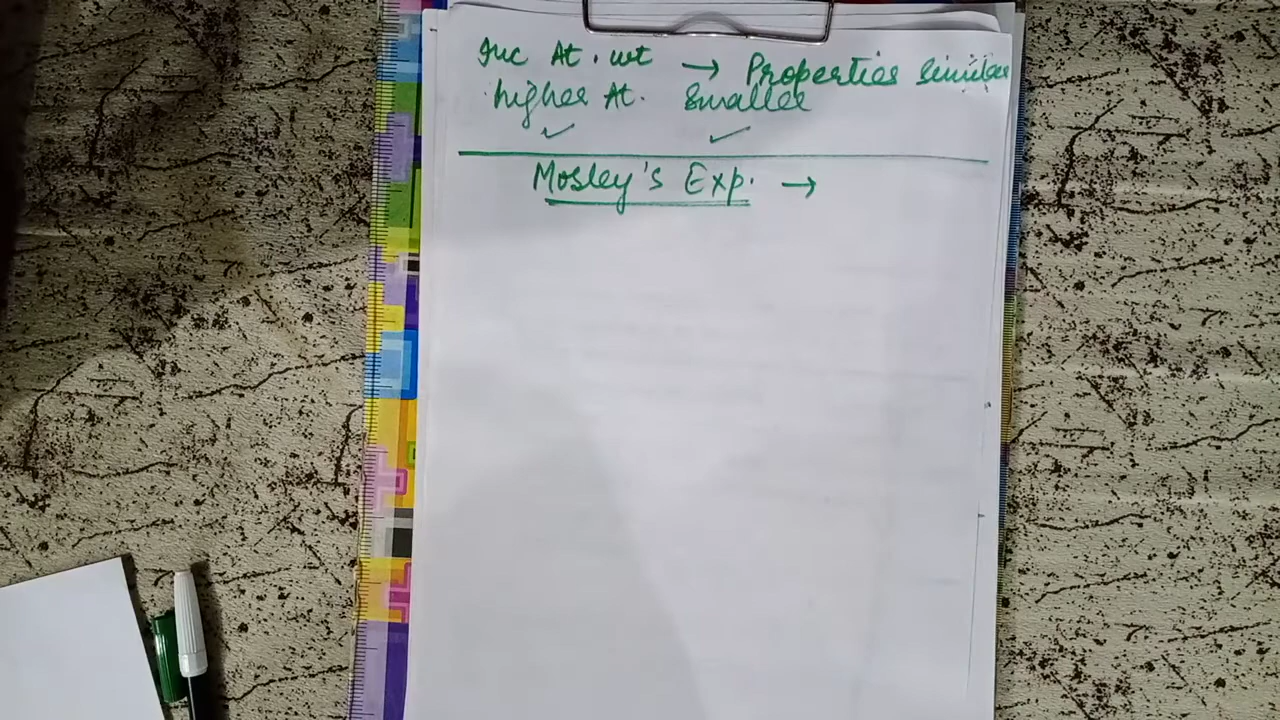 Inc At. wt → Properties similar
higher At. smaller
Mosley's Exp. →